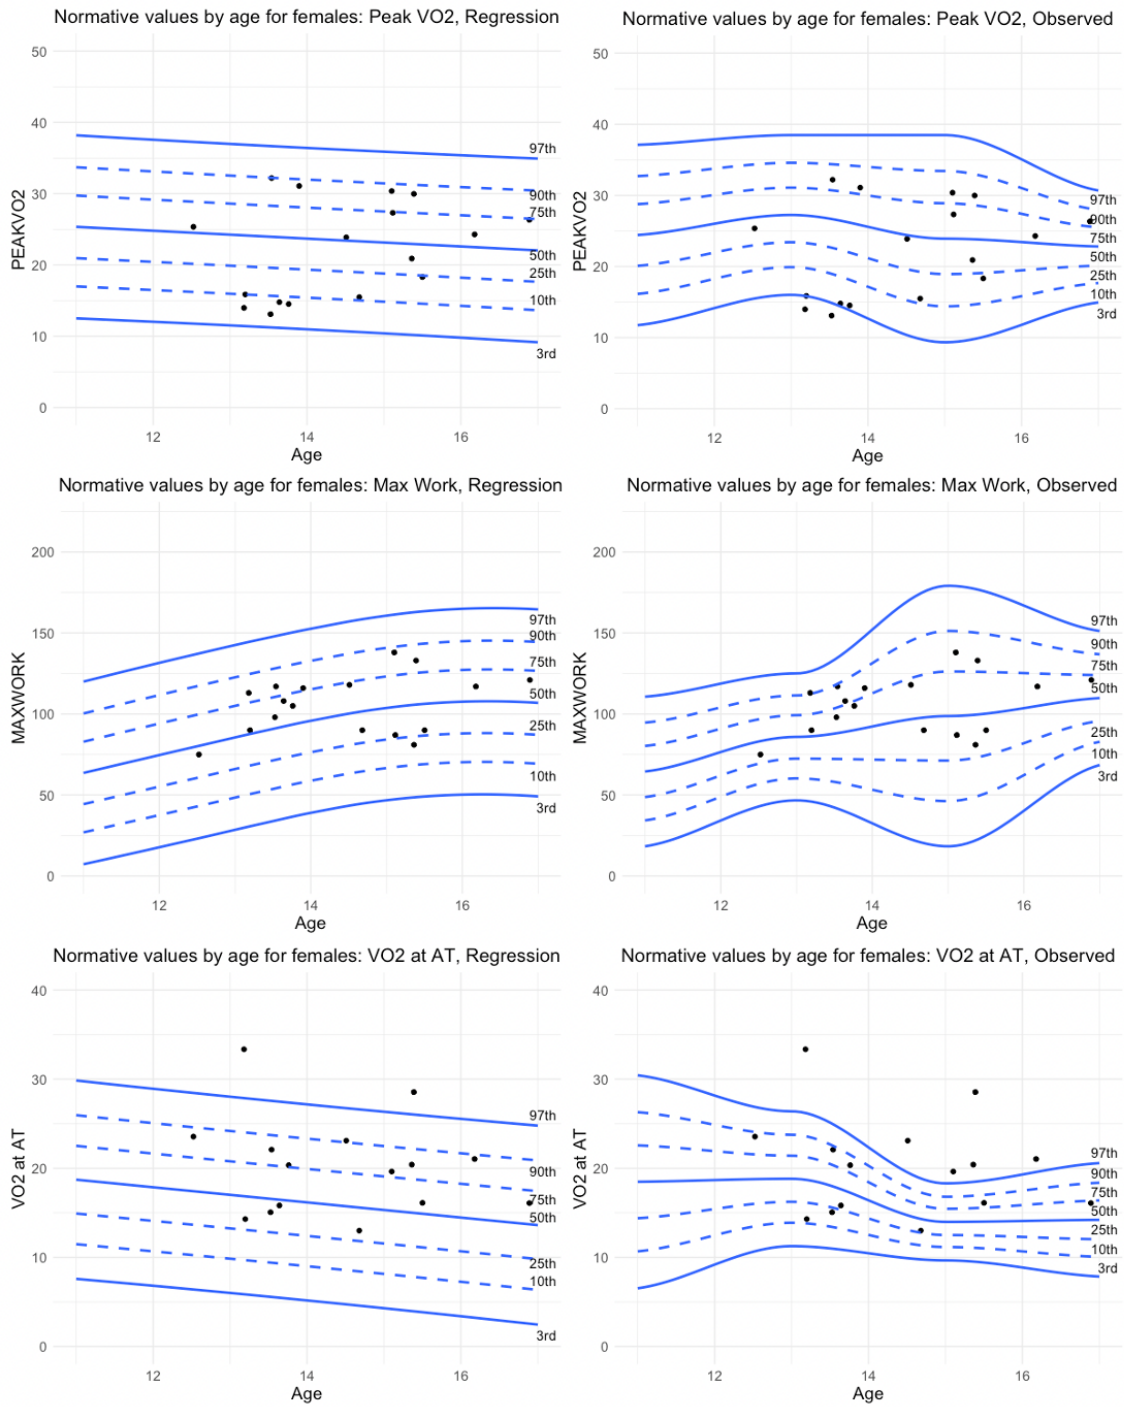 Normative values by age for females: Peak VO2, Regression
50
40
30
20
10
0
PEAKVO2
97th
90th
75th
50th
25th
10th
3rd
12
14
16
Age
Normative values by age for females: Peak VO2, Observed
50
40
30
20
10
0
PEAKVO2
97th
90th
75th
50th
25th
10th
3rd
12
14
16
Age
Normative values by age for females: Max Work, Regression
200
150
100
50
0
MAXWORK
97th
90th
75th
50th
25th
10th
3rd
12
14
16
Age
Normative values by age for females: Max Work, Observed
200
150
100
50
0
MAXWORK
97th
90th
75th
50th
25th
10th
3rd
12
14
16
Age
Normative values by age for females: VO2 at AT, Regression
40
30
20
10
0
VO2 at AT
97th
90th
75th
50th
25th
10th
3rd
12
14
16
Age
Normative values by age for females: VO2 at AT, Observed
40
30
20
10
0
VO2 at AT
97th
90th
75th
50th
25th
10th
3rd
12
14
16
Age